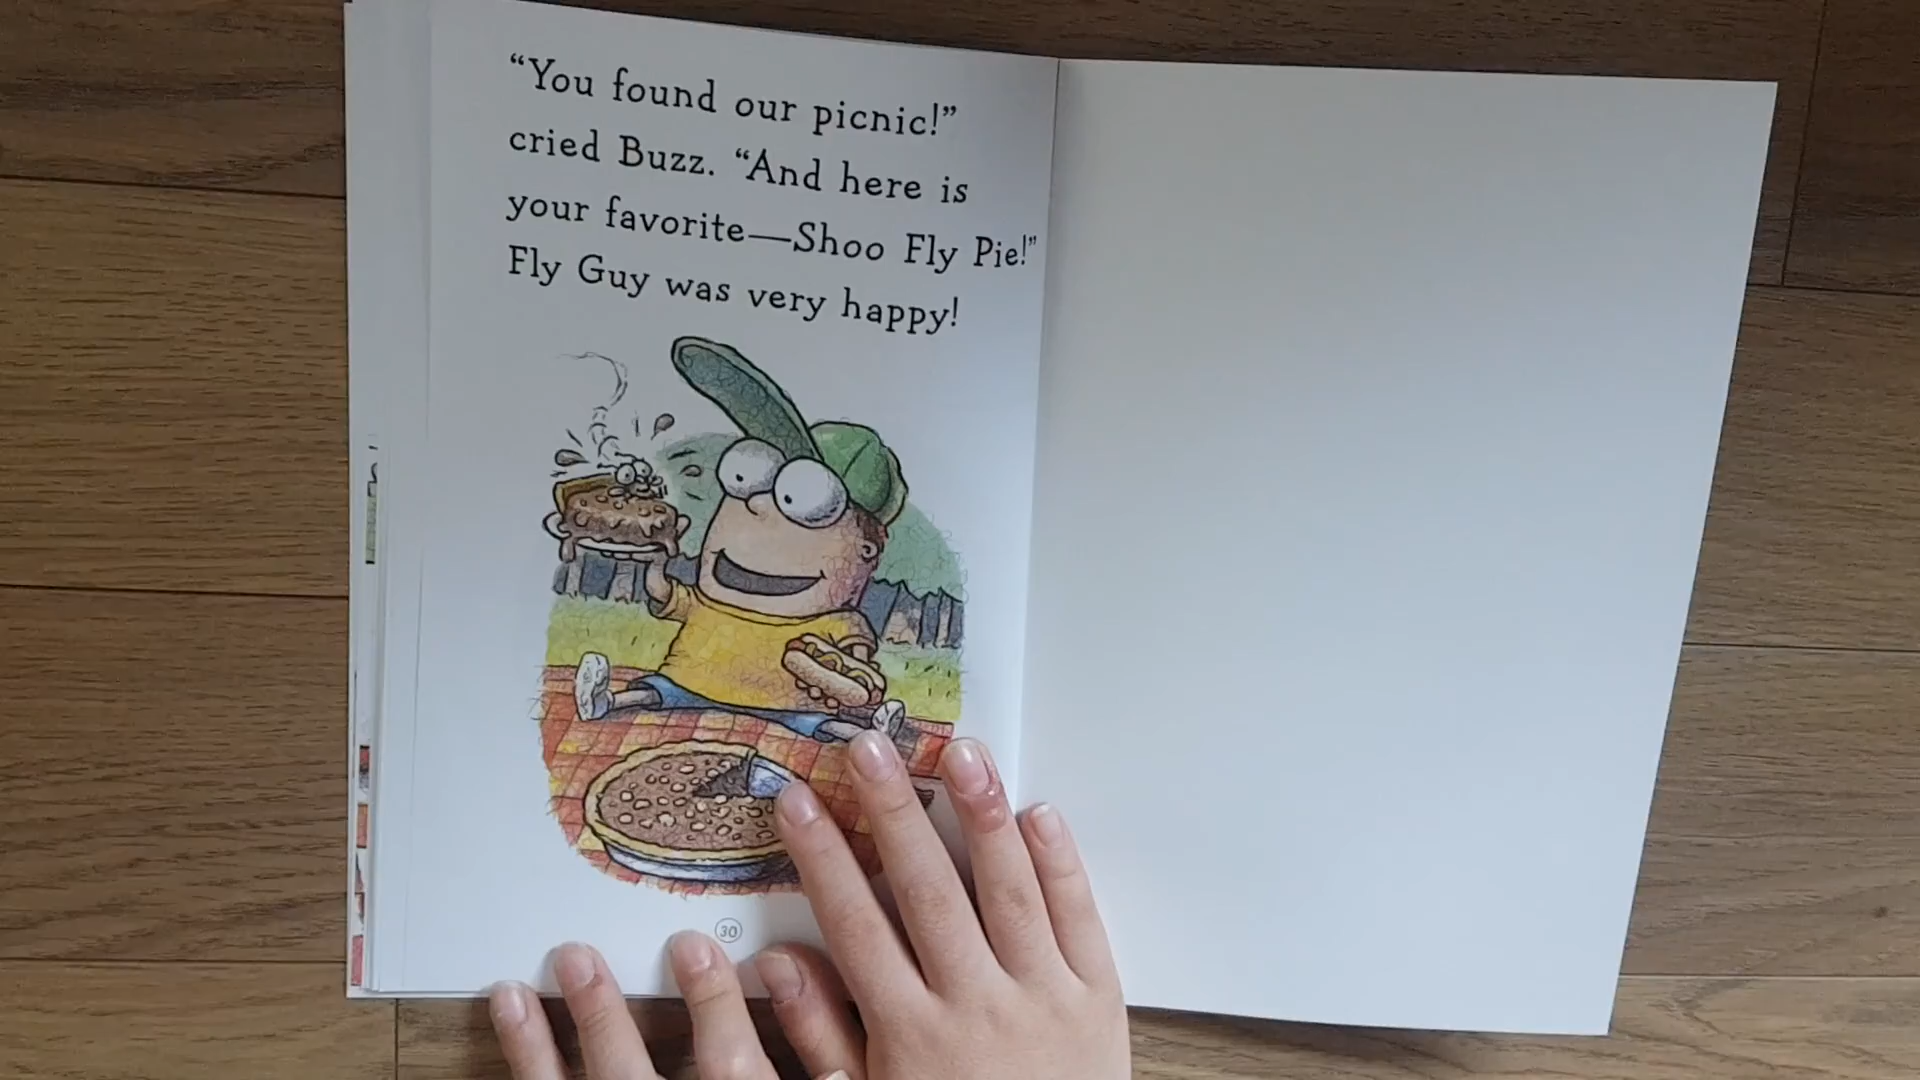 “You found our picnic!”
cried Buzz. “And here is
your favorite—Shoo Fly Pie!”
Fly Guy was very happy!
30